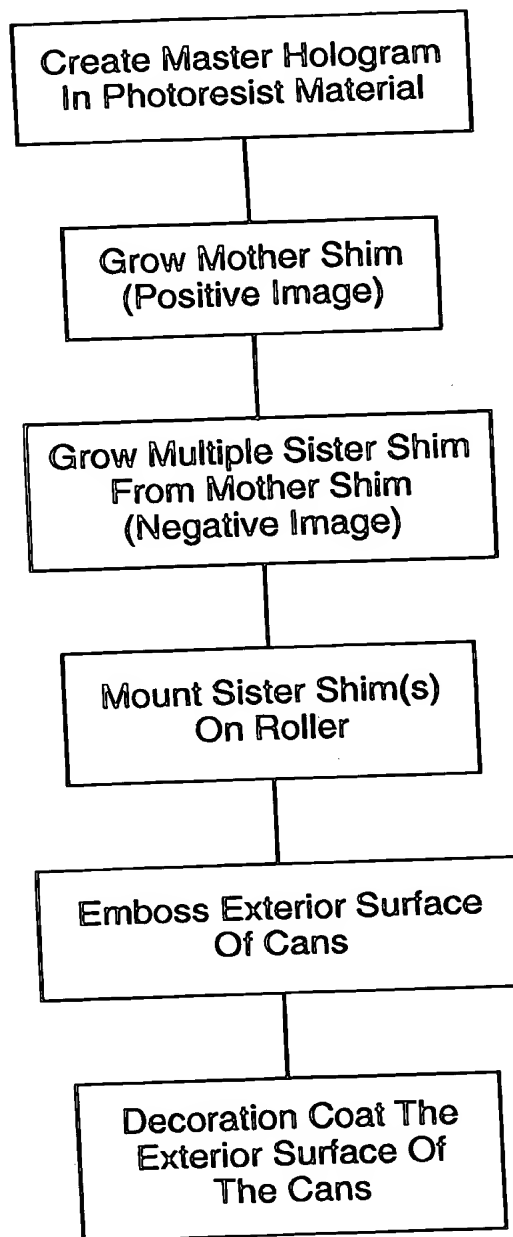 Create Master Hologram
In Photoresist Material
Grow Mother Shim
(Positive Image)
Grow Multiple Sister Shim
From Mother Shim
(Negative Image)
Mount Sister Shim(s)
On Roller
Emboss Exterior Surface
Of Cans
Decoration Coat The
Exterior Surface Of
The Cans